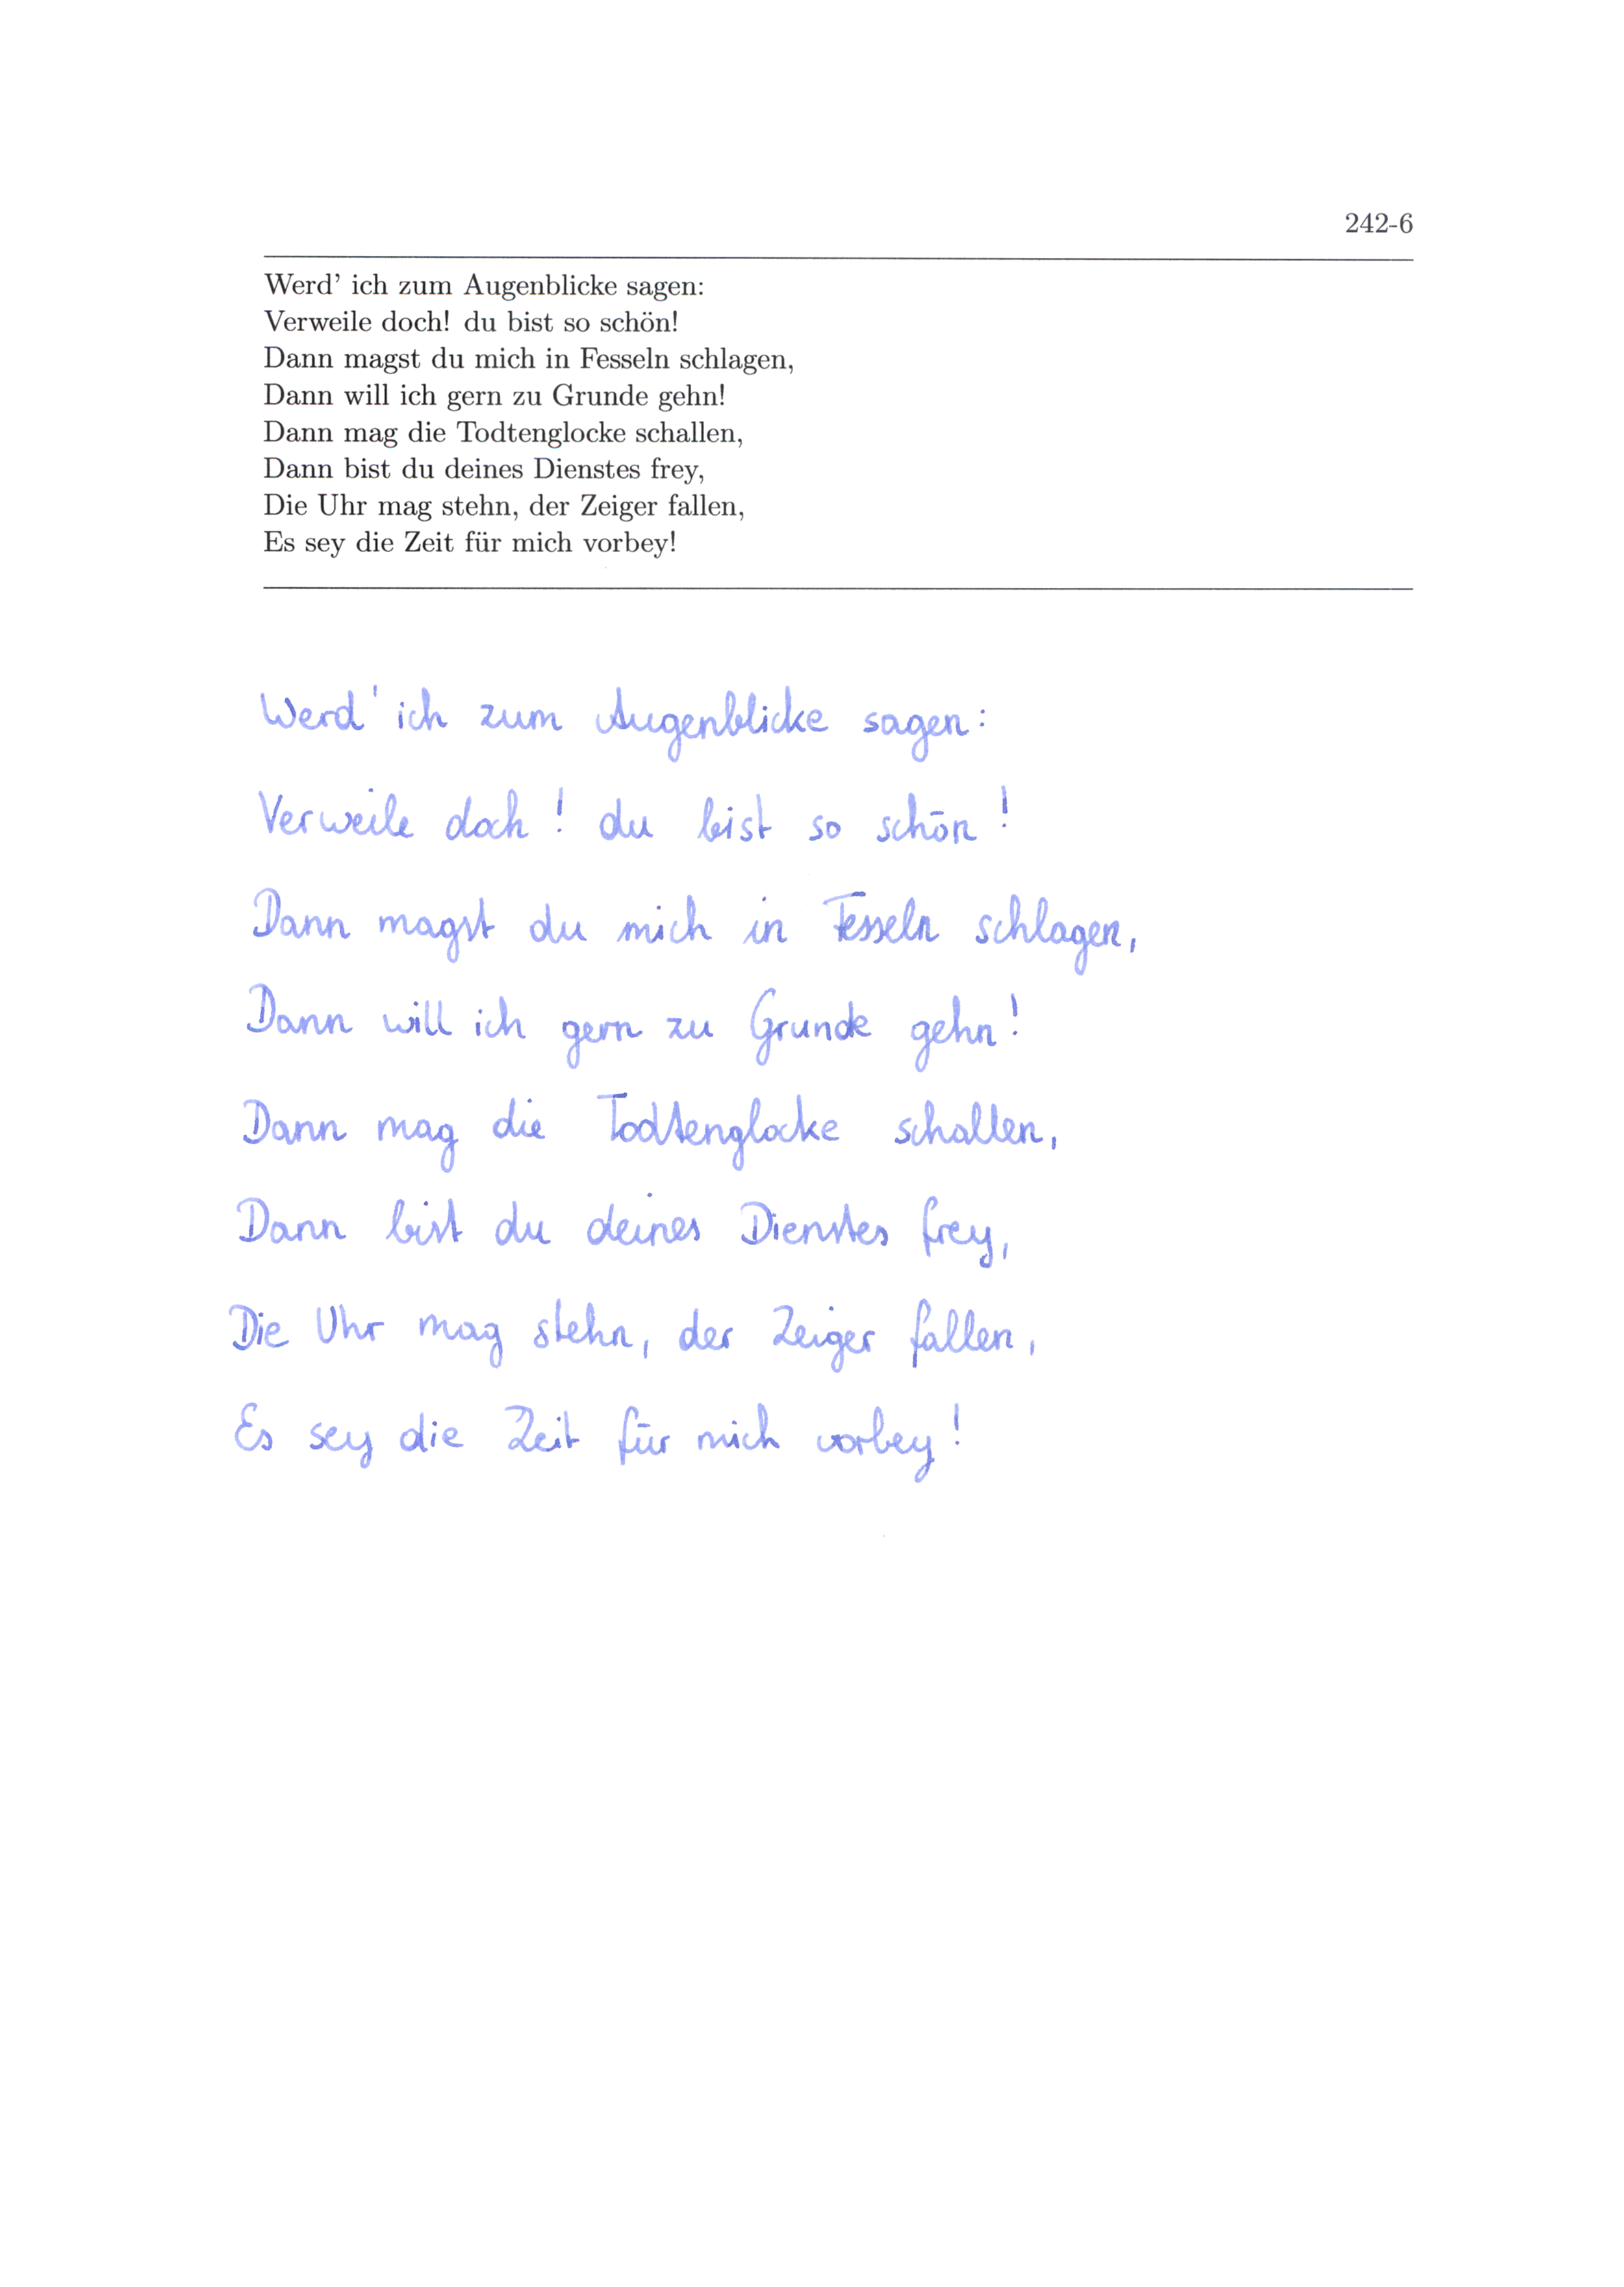 242-6
Werd' ich zum Augenblicke sagen:
Verweile doch! du bist so schön!
Dann magst du mich in Fesseln schlagen,
Dann will ich gern zu Grunde gehn!
Dann mag die Todtenglocke schallen,
Dann bist du deines Dienstes frey,
Die Uhr mag stehn, der Zeiger fallen,
Es sey die Zeit für mich vorbey!
Werd' ich zum Augenblicke sagen:
Verweile doch! du bist so schön!
Dann magst du mich in Fesseln schlagen,
Dann will ich gern zu Grunde gehn!
Dann mag die Todtenglocke schallen,
Dann bist du deines Dienstes frey,
Die Uhr mag stehn, der Zeiger fallen,
Es sey die Zeit für mich vorbey!